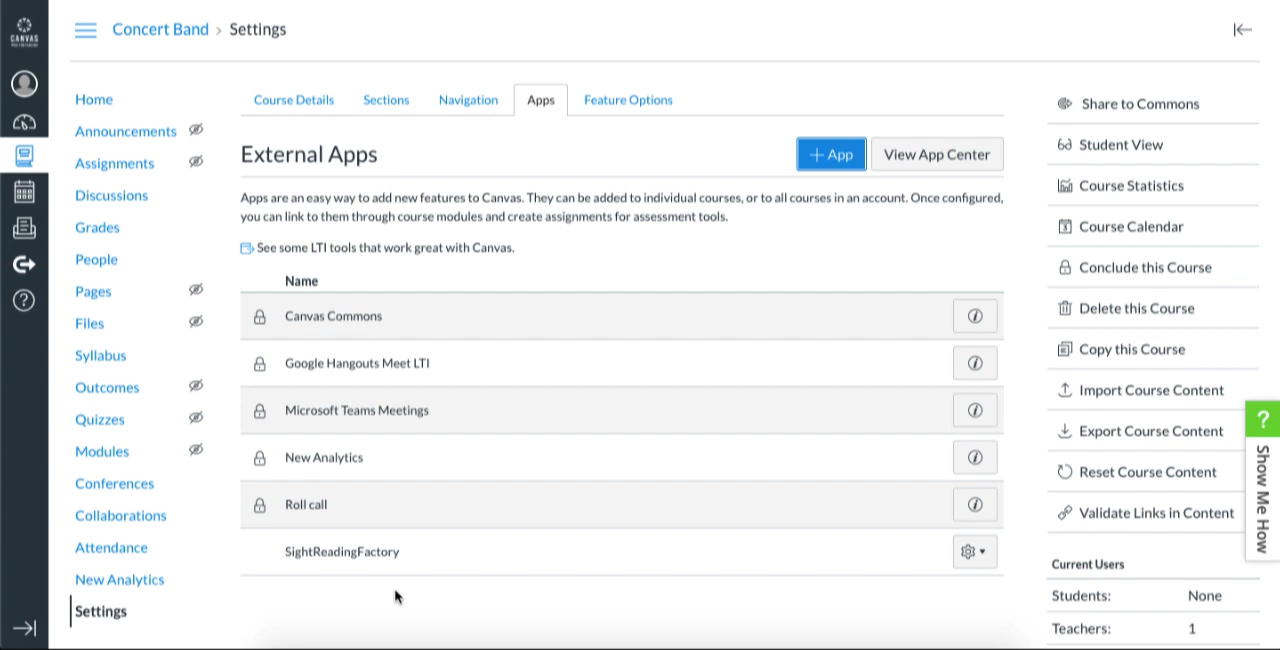 CANVAS
Concert Band › Settings
Home
Announcements
Assignments
Discussions
Grades
People
Pages
Files
Syllabus
Outcomes
Quizzes
Modules
Conferences
Collaborations
Attendance
New Analytics
Settings
Course Details
Sections
Navigation
Apps
Feature Options
External Apps
+ App
View App Center
Apps are an easy way to add new features to Canvas. They can be added to individual courses, or to all courses in an account. Once configured,
you can link to them through course modules and create assignments for assessment tools.
See some LTI tools that work great with Canvas.
Name
Canvas Commons
Google Hangouts Meet LTI
Microsoft Teams Meetings
New Analytics
Roll call
SightReadingFactory
Share to Commons
Student View
Course Statistics
Course Calendar
Conclude this Course
Delete this Course
Copy this Course
Import Course Content
Export Course Content
Reset Course Content
Validate Links in Content
Current Users
Students: None
Teachers: 1
? Show Me How